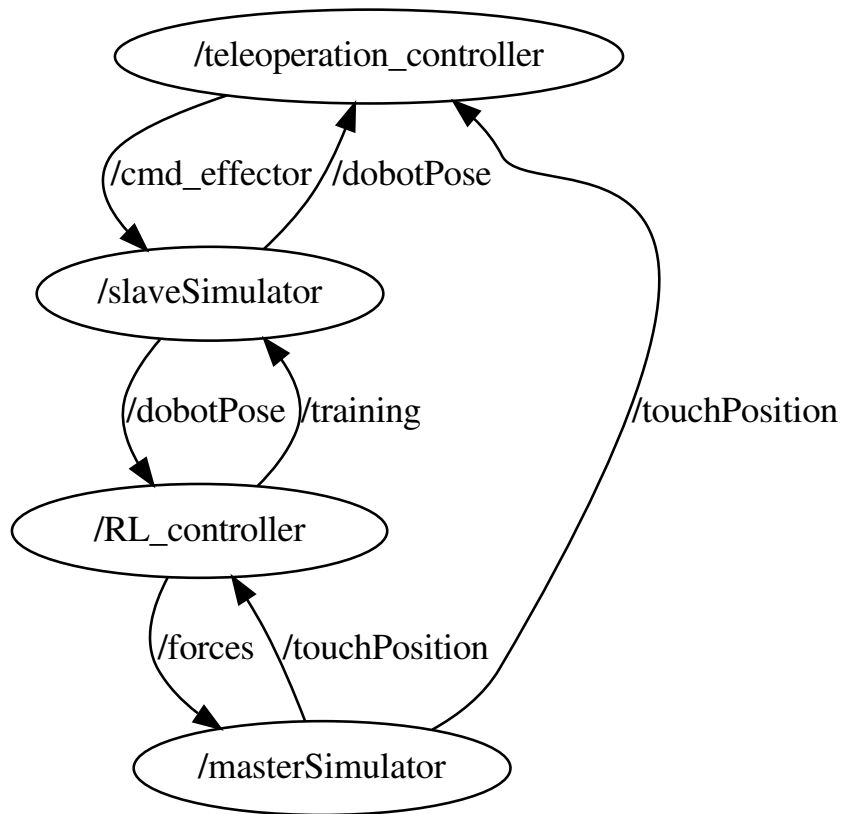 /teleoperation_controller
/cmd_effector
/dobotPose
/slaveSimulator
/dobotPose
/training
/touchPosition
/RL_controller
/forces
/touchPosition
/masterSimulator